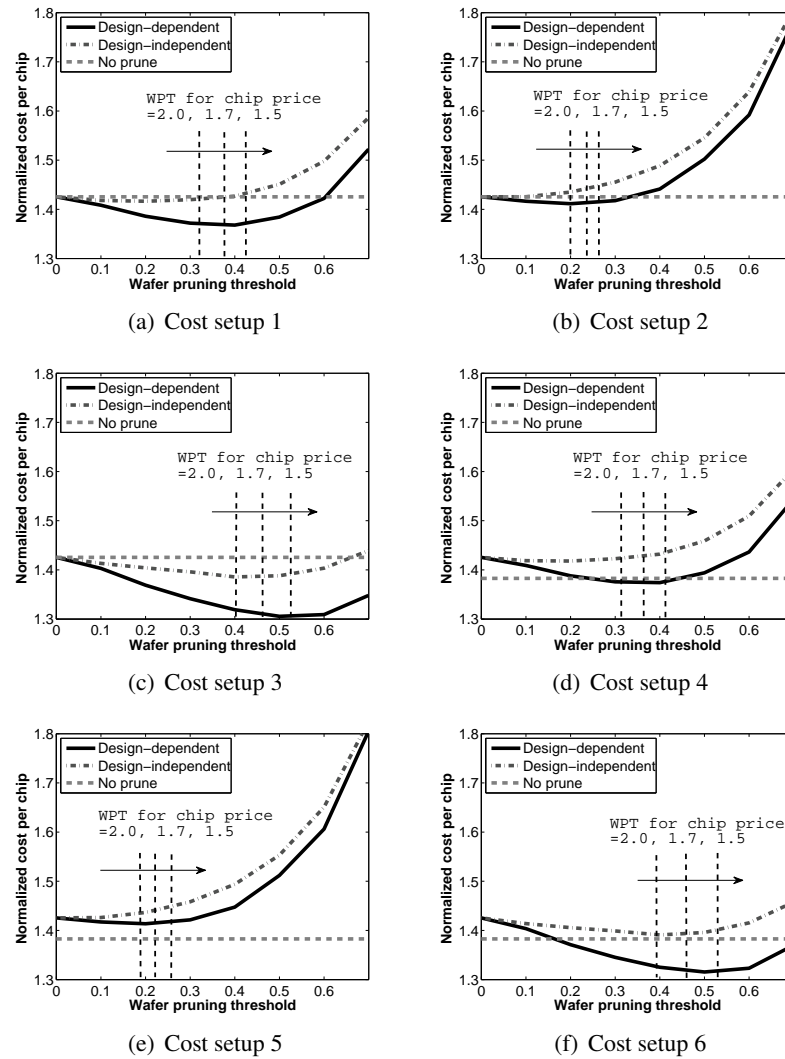 Normalized cost per chip
1.8
1.7
1.6
1.5
1.4
1.3
Design−dependent
Design−independent
No prune
WPT for chip price
=2.0, 1.7, 1.5
0 0.1 0.2 0.3 0.4 0.5 0.6
Wafer pruning threshold
(a) Cost setup 1
Normalized cost per chip
1.8
1.7
1.6
1.5
1.4
1.3
Design−dependent
Design−independent
No prune
WPT for chip price
=2.0, 1.7, 1.5
0 0.1 0.2 0.3 0.4 0.5 0.6
Wafer pruning threshold
(b) Cost setup 2
Normalized cost per chip
1.8
1.7
1.6
1.5
1.4
1.3
Design−dependent
Design−independent
No prune
WPT for chip price
=2.0, 1.7, 1.5
0 0.1 0.2 0.3 0.4 0.5 0.6
Wafer pruning threshold
(c) Cost setup 3
Normalized cost per chip
1.8
1.7
1.6
1.5
1.4
1.3
Design−dependent
Design−independent
No prune
WPT for chip price
=2.0, 1.7, 1.5
0 0.1 0.2 0.3 0.4 0.5 0.6
Wafer pruning threshold
(d) Cost setup 4
Normalized cost per chip
1.8
1.7
1.6
1.5
1.4
1.3
Design−dependent
Design−independent
No prune
WPT for chip price
=2.0, 1.7, 1.5
0 0.1 0.2 0.3 0.4 0.5 0.6
Wafer pruning threshold
(e) Cost setup 5
Normalized cost per chip
1.8
1.7
1.6
1.5
1.4
1.3
Design−dependent
Design−independent
No prune
WPT for chip price
=2.0, 1.7, 1.5
0 0.1 0.2 0.3 0.4 0.5 0.6
Wafer pruning threshold
(f) Cost setup 6